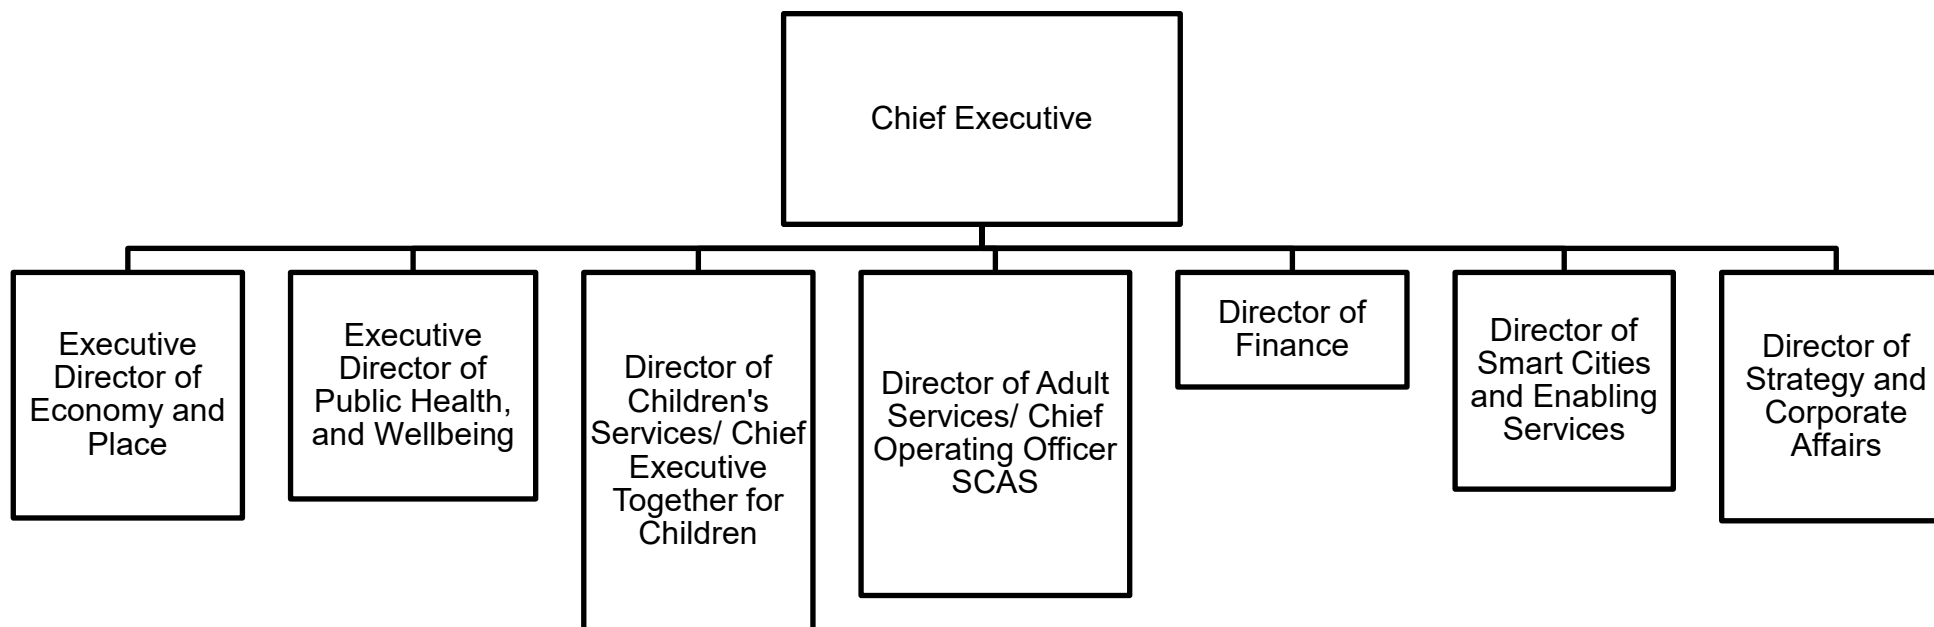 Chief Executive
Executive
Director of
Economy and
Place
Executive
Director of
Public Health,
and Wellbeing
Director of
Children's
Services/ Chief
Executive
Together for
Children
Director of Adult
Services/ Chief
Operating Officer
SCAS
Director of
Finance
Director of
Smart Cities
and Enabling
Services
Director of
Strategy and
Corporate
Affairs